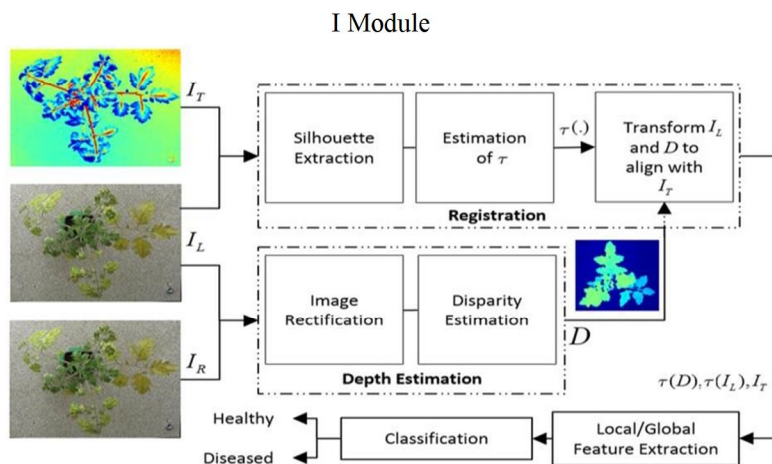 I Module
I_T
I_L
I_R
Silhouette
Extraction
Estimation
of τ
τ(.)
Transform I_L
and D to
align with
I_T
Registration
Image
Rectification
Disparity
Estimation
D
Depth Estimation
τ(D),τ(I_L),I_T
Local/Global
Feature Extraction
Classification
Healthy
Diseased